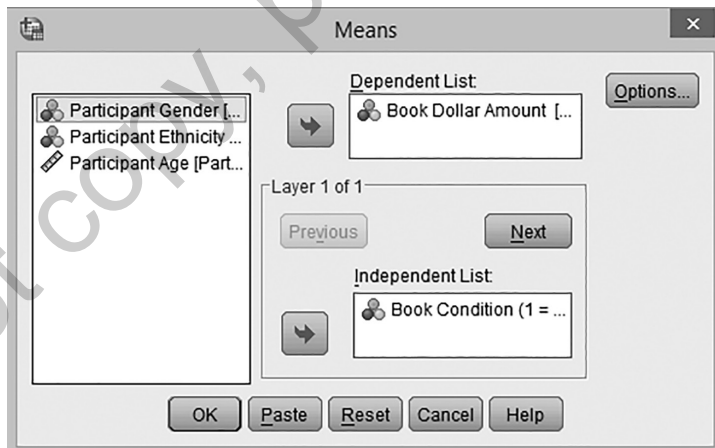 Means
Participant Gender [...
Participant Ethnicity ...
Participant Age [Part...
Dependent List:
Book Dollar Amount [...
Options...
Layer 1 of 1
Previous
Next
Independent List:
Book Condition (1 = ...
OK
Paste
Reset
Cancel
Help
t copy, p